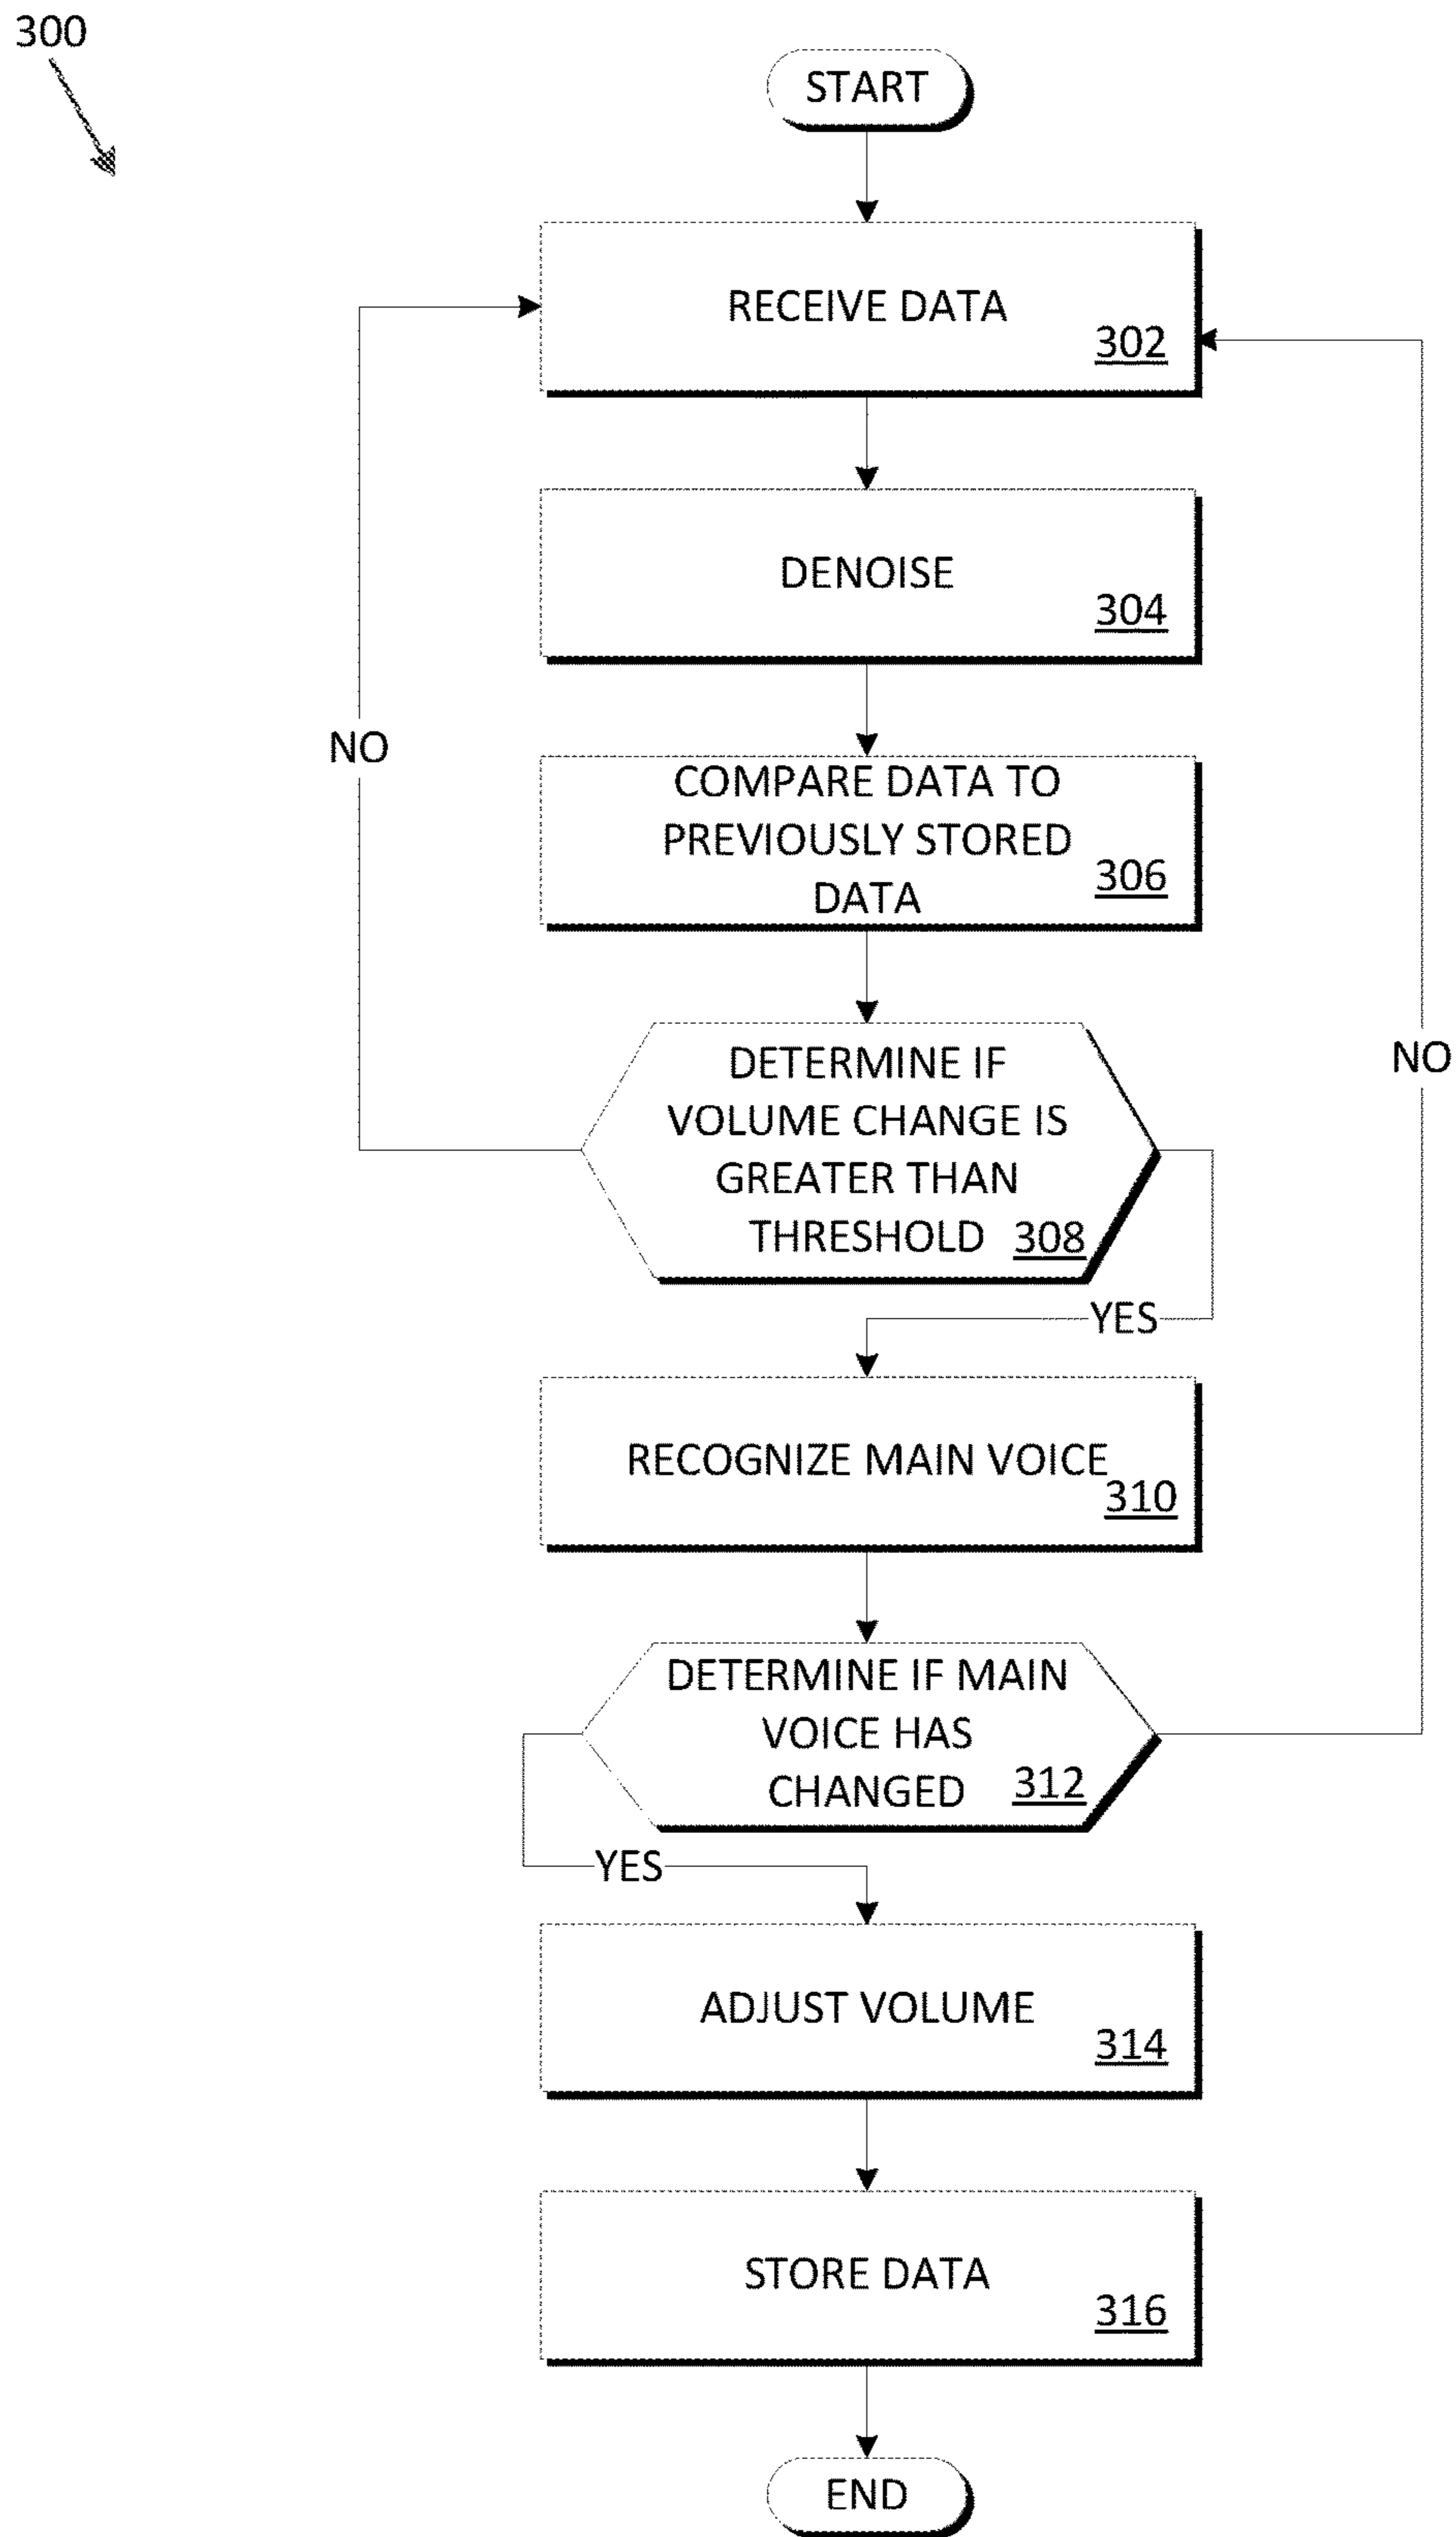 300
START
RECEIVE DATA
302
DENOISE
304
COMPARE DATA TO
PREVIOUSLY STORED
DATA
306
NO
DETERMINE IF
VOLUME CHANGE IS
GREATER THAN
THRESHOLD 308
NO
YES
RECOGNIZE MAIN VOICE
310
DETERMINE IF MAIN
VOICE HAS
CHANGED 312
YES
ADJUST VOLUME
314
STORE DATA
316
END